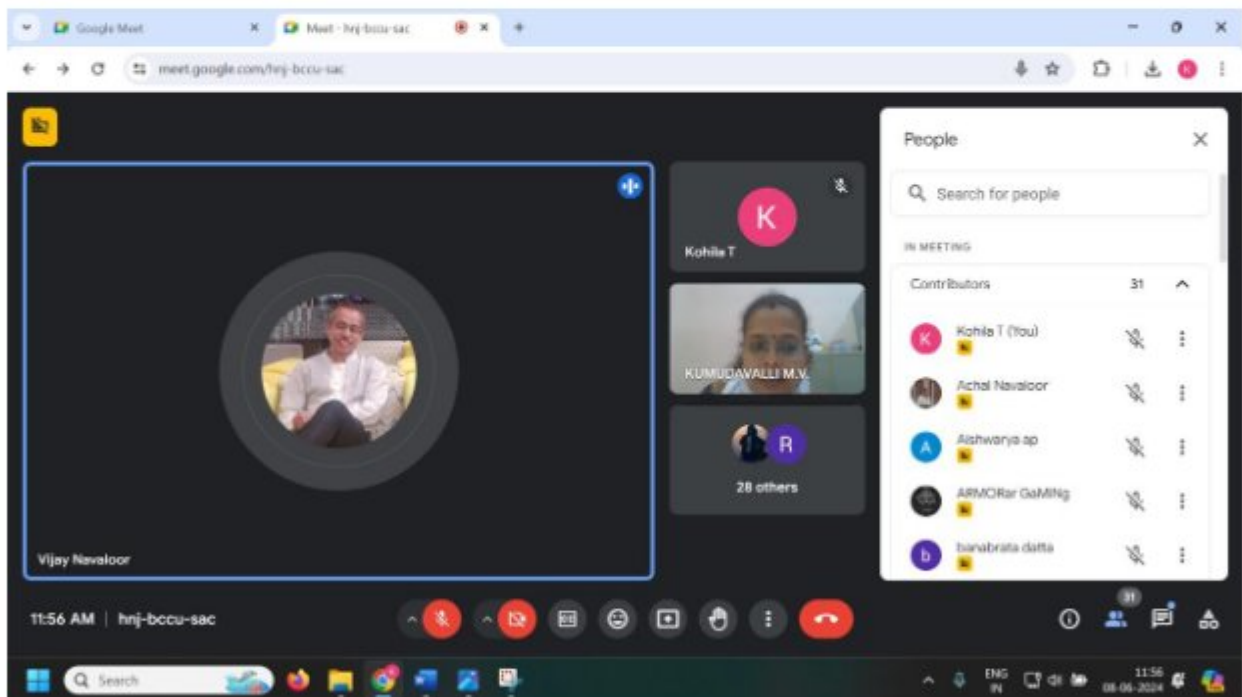 Google Meet
Meet - hnj-bccu-sac
meet.google.com/hnj-bccu-sac
K
K
Kohila T
KUMUDAVALLI M.V.
R
28 others
Vijay Navaloor
People
Search for people
IN MEETING
Contributors 31
K Kohila T (You)
Achal Navaloor
A Aishwarya ap
ARMORar GaMiNg
b banabrata datta
11:56 AM | hnj-bccu-sac
31
Search
ENG
IN
11:56
08-06-2024